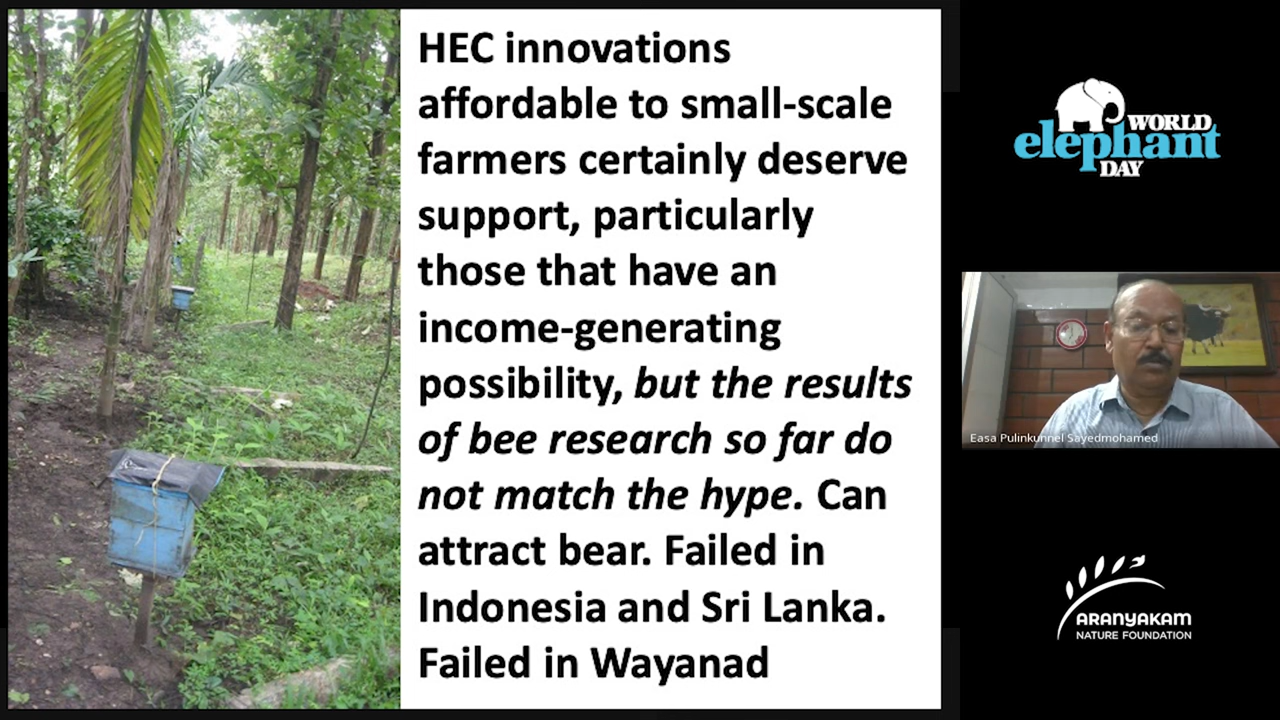 HEC innovations
affordable to small-scale
farmers certainly deserve
support, particularly
those that have an
income-generating
possibility, but the results
of bee research so far do
not match the hype. Can
attract bear. Failed in
Indonesia and Sri Lanka.
Failed in Wayanad
WORLD
elephant
DAY
Easa Pulinkunnel Sayedmohamed
ARANYAKAM
NATURE FOUNDATION